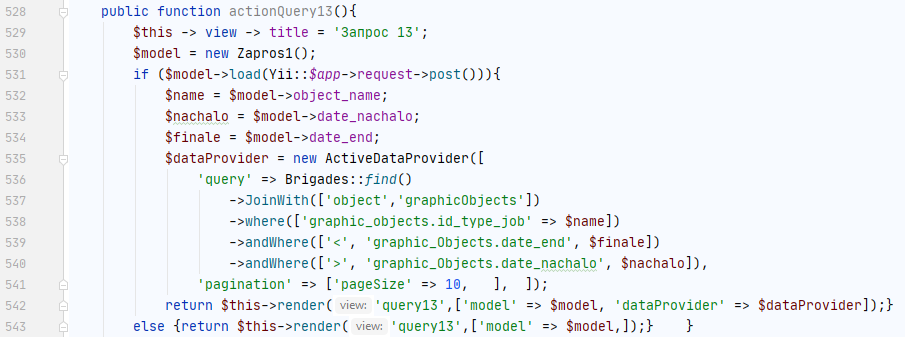 528 public function actionQuery13(){
529 $this -> view -> title = 'Запрос 13';
530 $model = new Zapros1();
531 if ($model->load(Yii::$app->request->post())){
532 $name = $model->object_name;
533 $nachalo = $model->date_nachalo;
534 $finale = $model->date_end;
535 $dataProvider = new ActiveDataProvider([
536 'query' => Brigades::find()
537 ->JoinWith(['object','graphicObjects'])
538 ->where(['graphic_objects.id_type_job' => $name])
539 ->andWhere(['<', 'graphic_Objects.date_end', $finale])
540 ->andWhere(['>', 'graphic_Objects.date_nachalo', $nachalo]),
541 'pagination' => ['pageSize' => 10, ], ]);
542 return $this->render( view: 'query13',['model' => $model, 'dataProvider' => $dataProvider]);}
543 else {return $this->render( view: 'query13',['model' => $model,]);} }